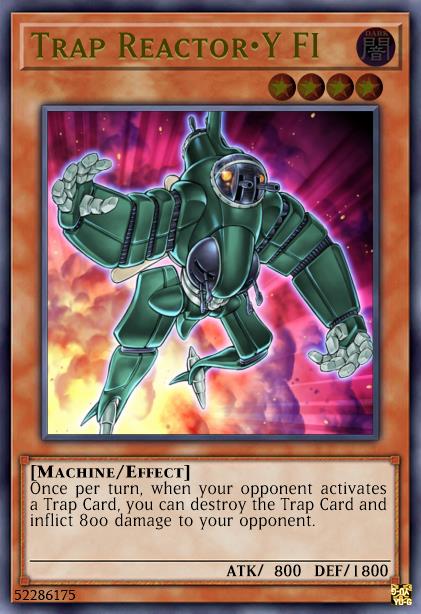 TRAP REACTOR•Y FI
DARK
闇
[MACHINE/EFFECT]
Once per turn, when your opponent activates
a Trap Card, you can destroy the Trap Card and
inflict 800 damage to your opponent.
ATK/ 800 DEF/1800
52286175